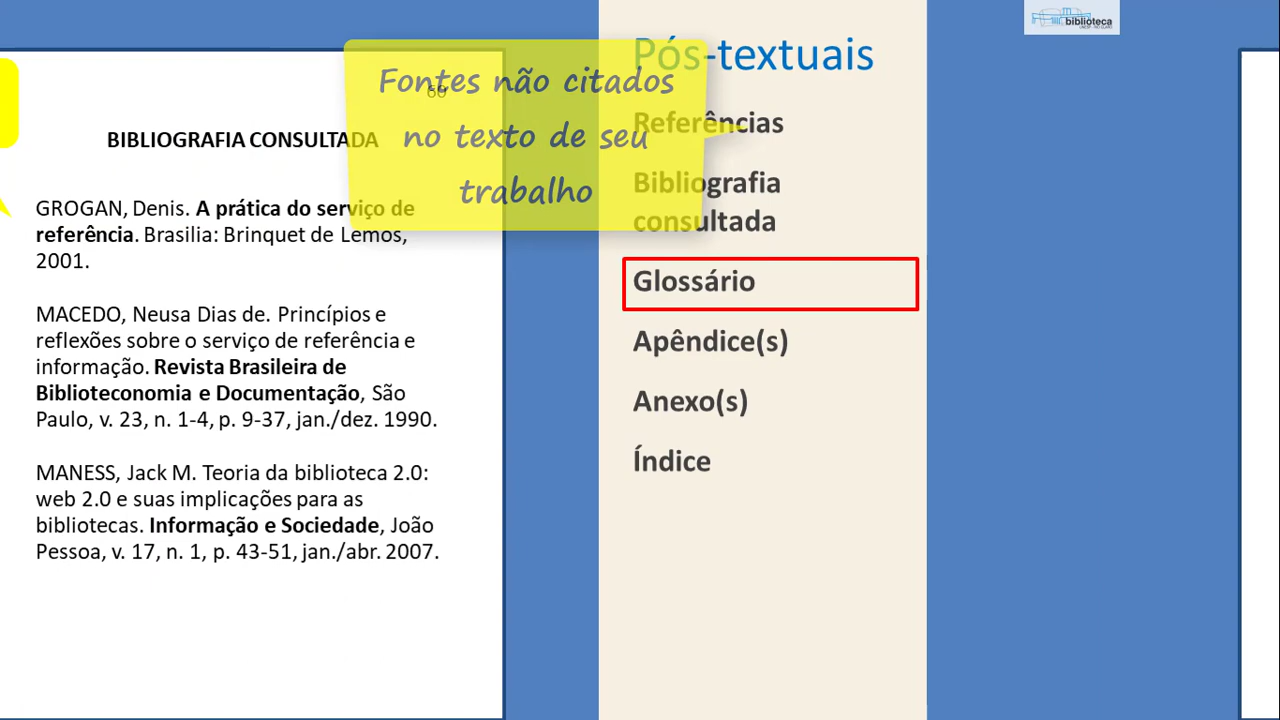 60
BIBLIOGRAFIA CONSULTADA
GROGAN, Denis. A prática do serviço de
referência. Brasilia: Brinquet de Lemos,
2001.
MACEDO, Neusa Dias de. Princípios e
reflexões sobre o serviço de referência e
informação. Revista Brasileira de
Biblioteconomia e Documentação, São
Paulo, v. 23, n. 1-4, p. 9-37, jan./dez. 1990.
MANESS, Jack M. Teoria da biblioteca 2.0:
web 2.0 e suas implicações para as
bibliotecas. Informação e Sociedade, João
Pessoa, v. 17, n. 1, p. 43-51, jan./abr. 2007.
Fontes não citados
no texto de seu
trabalho
Pós-textuais
Referências
Bibliografia
consultada
Glossário
Apêndice(s)
Anexo(s)
Índice
biblioteca
UNESP - RIO CLARO